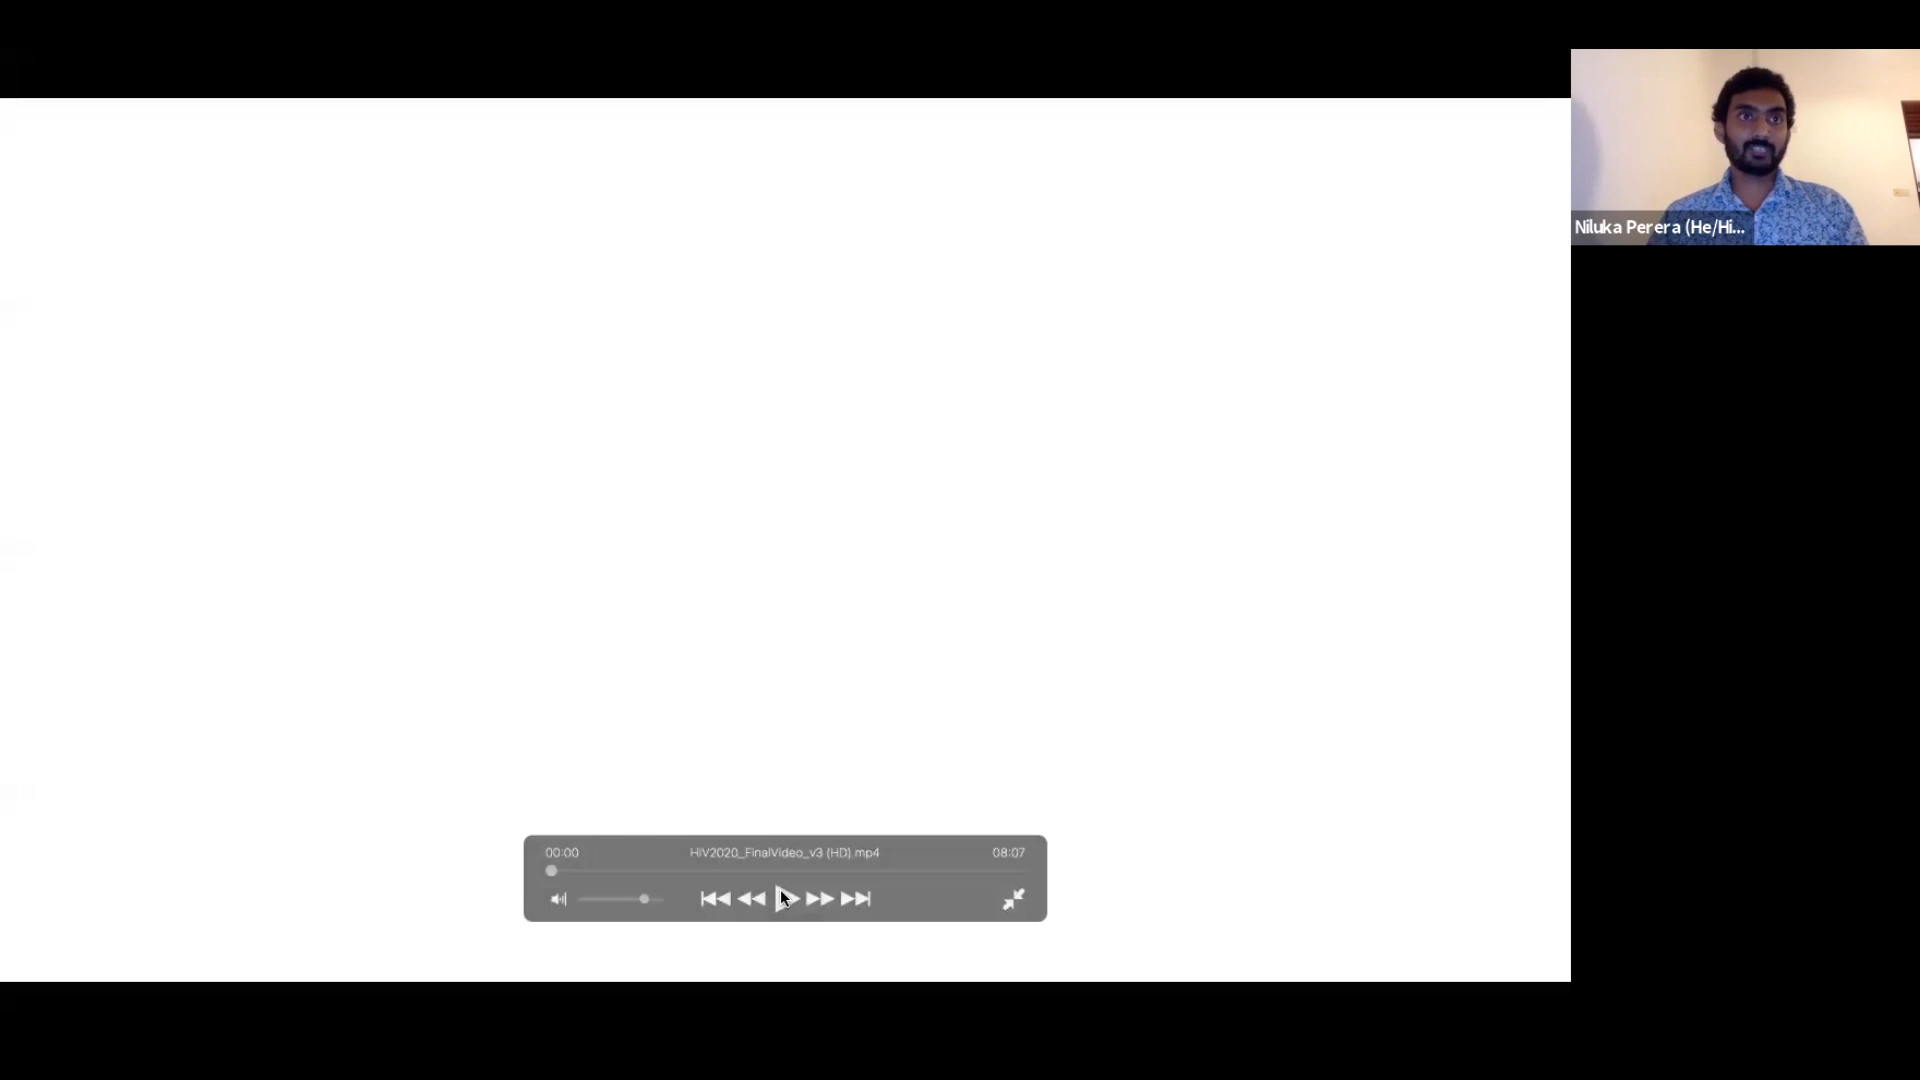 Niluka Perera (He/Hi...
00:00 HIV2020_FinalVideo_v3 (HD).mp4 08:07